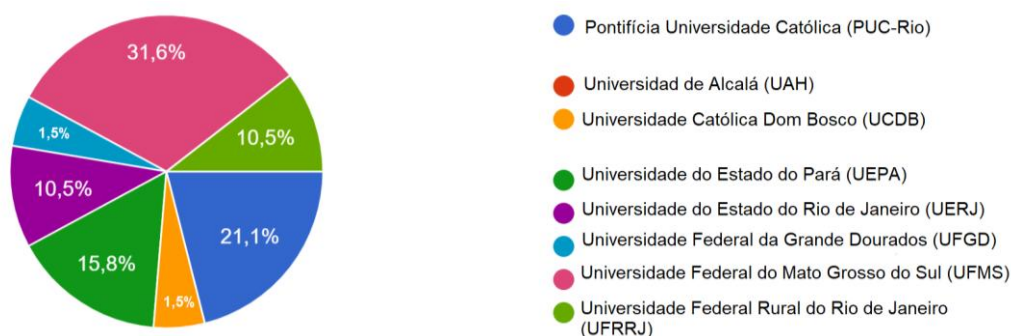 31,6%
10,5%
21,1%
1,5%
15,8%
10,5%
1,5%
Pontifícia Universidade Católica (PUC-Rio)
Universidad de Alcalá (UAH)
Universidade Católica Dom Bosco (UCDB)
Universidade do Estado do Pará (UEPA)
Universidade do Estado do Rio de Janeiro (UERJ)
Universidade Federal da Grande Dourados (UFGD)
Universidade Federal do Mato Grosso do Sul (UFMS)
Universidade Federal Rural do Rio de Janeiro
(UFRRJ)